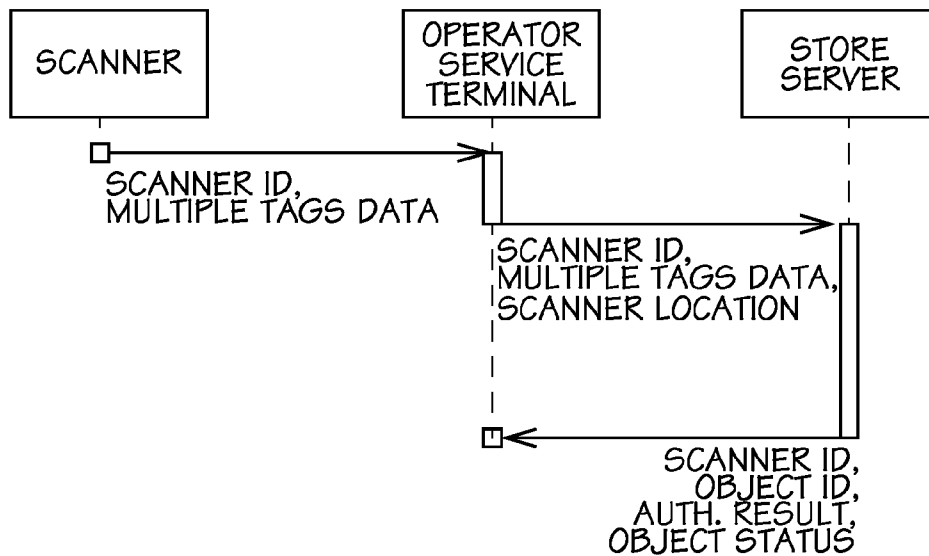 SCANNER
OPERATOR
SERVICE
TERMINAL
STORE
SERVER
SCANNER ID,
MULTIPLE TAGS DATA
SCANNER ID,
MULTIPLE TAGS DATA,
SCANNER LOCATION
SCANNER ID,
OBJECT ID,
AUTH. RESULT,
OBJECT STATUS